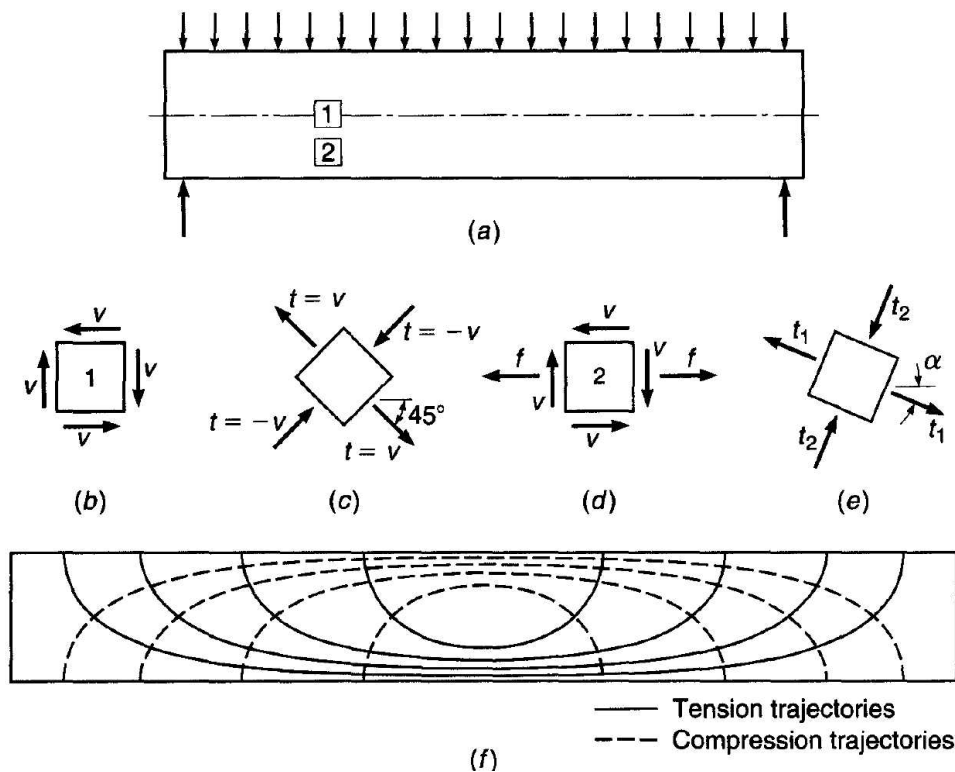 1
2
(a)
v
v
1
v
v
(b)
t = v
t = –v
t = –v
45°
t = v
(c)
v
f
v
2
v
f
v
(d)
t₁
t₂
α
t₂
t₁
(e)
Tension trajectories
Compression trajectories
(f)